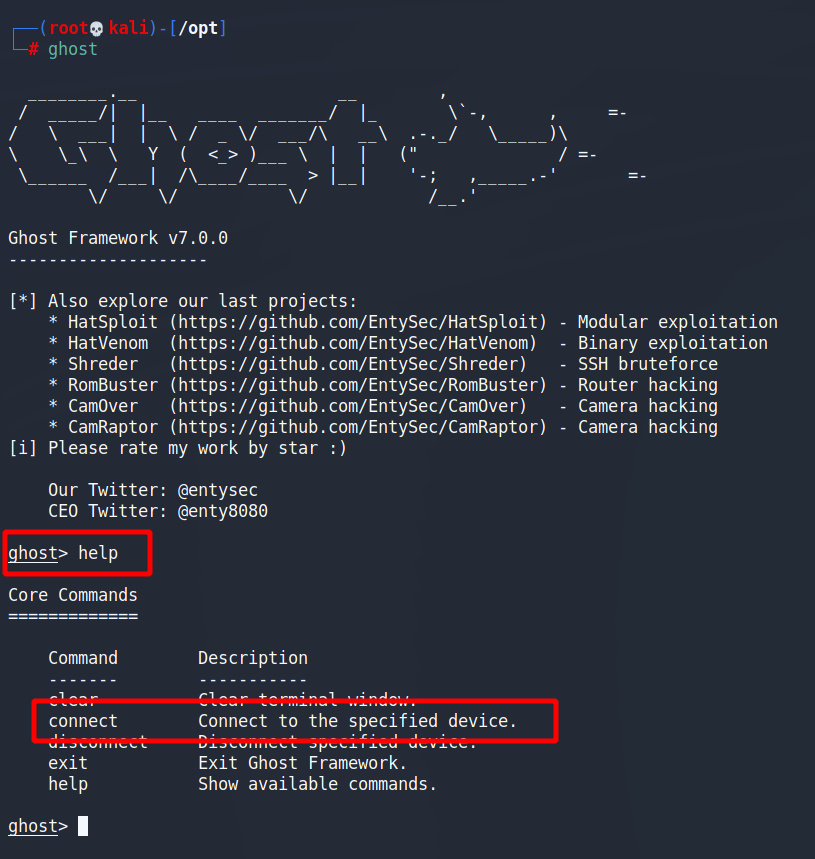 (root💀kali)-[/opt]
# ghost
Ghost Framework v7.0.0
--------------------
[*] Also explore our last projects:
* HatSploit (https://github.com/EntySec/HatSploit) - Modular exploitation
* HatVenom (https://github.com/EntySec/HatVenom) - Binary exploitation
* Shreder (https://github.com/EntySec/Shreder) - SSH bruteforce
* RomBuster (https://github.com/EntySec/RomBuster) - Router hacking
* CamOver (https://github.com/EntySec/CamOver) - Camera hacking
* CamRaptor (https://github.com/EntySec/CamRaptor) - Camera hacking
[i] Please rate my work by star :)
Our Twitter: @entysec
CEO Twitter: @enty8080
ghost> help
Core Commands
=============
Command Description
------- -----------
clear Clear terminal window.
connect Connect to the specified device.
disconnect Disconnect specified device.
exit Exit Ghost Framework.
help Show available commands.
ghost>